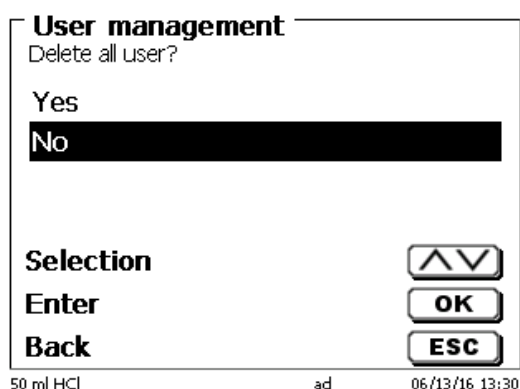 User management
Delete all user?
Yes
No
Selection
Enter OK
Back ESC
50 ml HCl ad 06/13/16 13:30